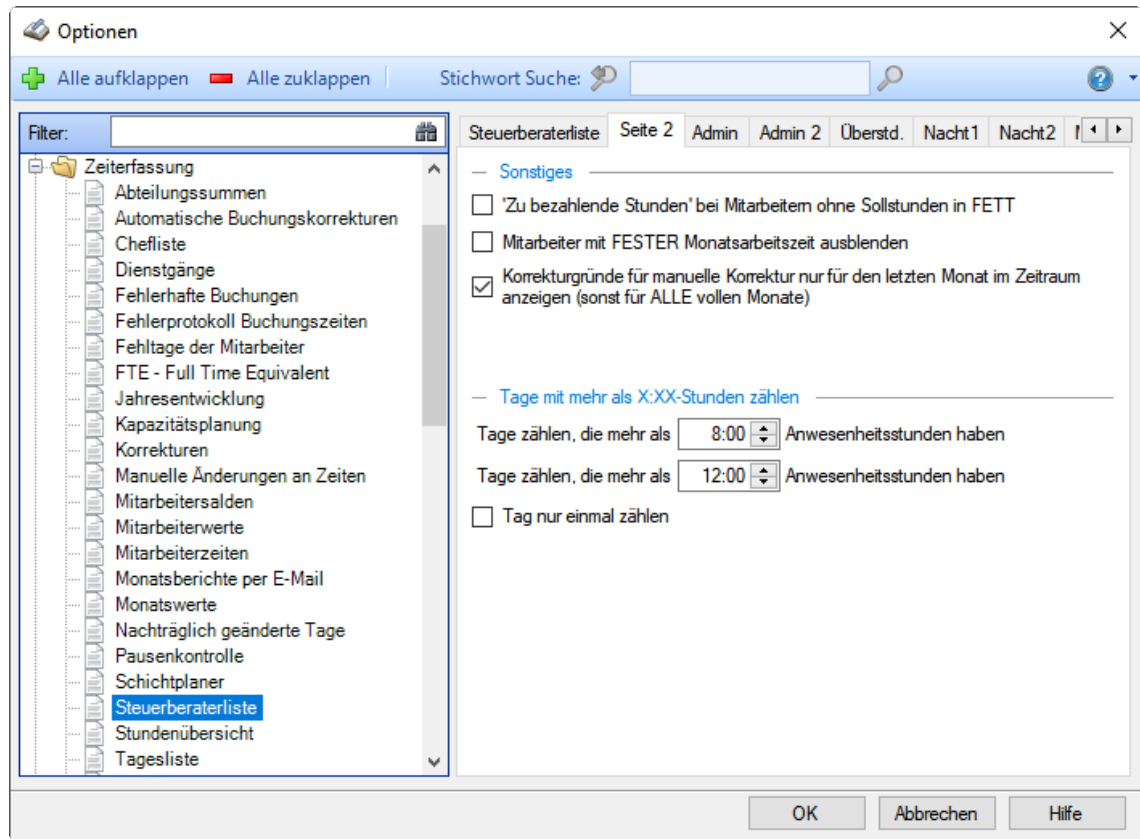 Optionen
Alle aufklappen Alle zuklappen Stichwort Suche:
Filter:
Zeiterfassung
Abteilungssummen
Automatische Buchungskorrekturen
Chefliste
Dienstgänge
Fehlerhafte Buchungen
Fehlerprotokoll Buchungszeiten
Fehltage der Mitarbeiter
FTE - Full Time Equivalent
Jahresentwicklung
Kapazitätsplanung
Korrekturen
Manuelle Änderungen an Zeiten
Mitarbeitersalden
Mitarbeiterwerte
Mitarbeiterzeiten
Monatsberichte per E-Mail
Monatswerte
Nachträglich geänderte Tage
Pausenkontrolle
Schichtplaner
Steuerberaterliste
Stundenübersicht
Tagesliste
Steuerberaterliste Seite 2 Admin Admin 2 Überstd. Nacht1 Nacht2
Sonstiges
'Zu bezahlende Stunden' bei Mitarbeitern ohne Sollstunden in FETT
Mitarbeiter mit FESTER Monatsarbeitszeit ausblenden
Korrekturgründe für manuelle Korrektur nur für den letzten Monat im Zeitraum
anzeigen (sonst für ALLE vollen Monate)
Tage mit mehr als X:XX-Stunden zählen
Tage zählen, die mehr als 8:00 Anwesenheitsstunden haben
Tage zählen, die mehr als 12:00 Anwesenheitsstunden haben
Tag nur einmal zählen
OK Abbrechen Hilfe